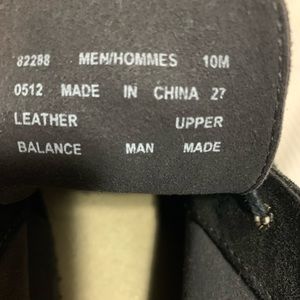 82288 MEN/HOMMES 10M
0512 MADE IN CHINA 27
LEATHER UPPER
BALANCE MAN MADE